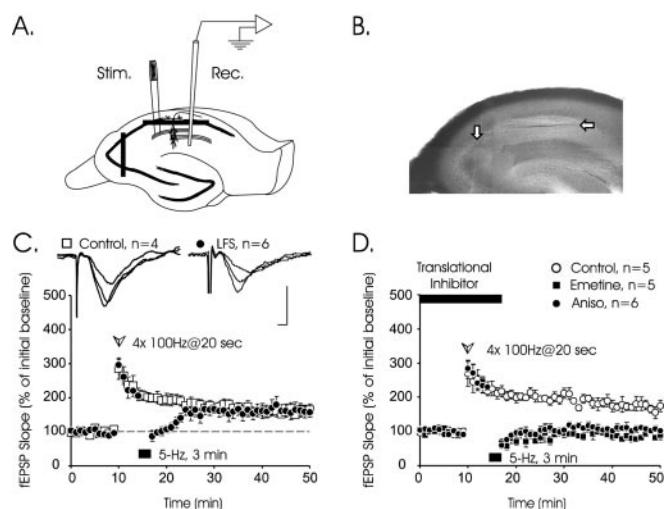 A.
B.
Stim.
Rec.
C.
Control, n=4
LFS, n=6
D.
Translational
Inhibitor
Control, n=5
Emetine, n=5
Aniso, n=6
fEPSP Slope (% of initial baseline)
500
400
300
200
100
0
4x 100Hz@20 sec
5-Hz, 3 min
0 10 20 30 40 50
Time (min)
fEPSP Slope (% of initial baseline)
500
400
300
200
100
0
4x 100Hz@20 sec
5-Hz, 3 min
0 10 20 30 40 50
Time (min)